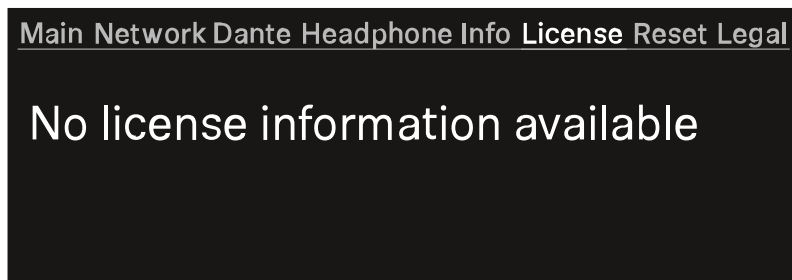 Main Network Dante Headphone Info License Reset Legal
No license information available